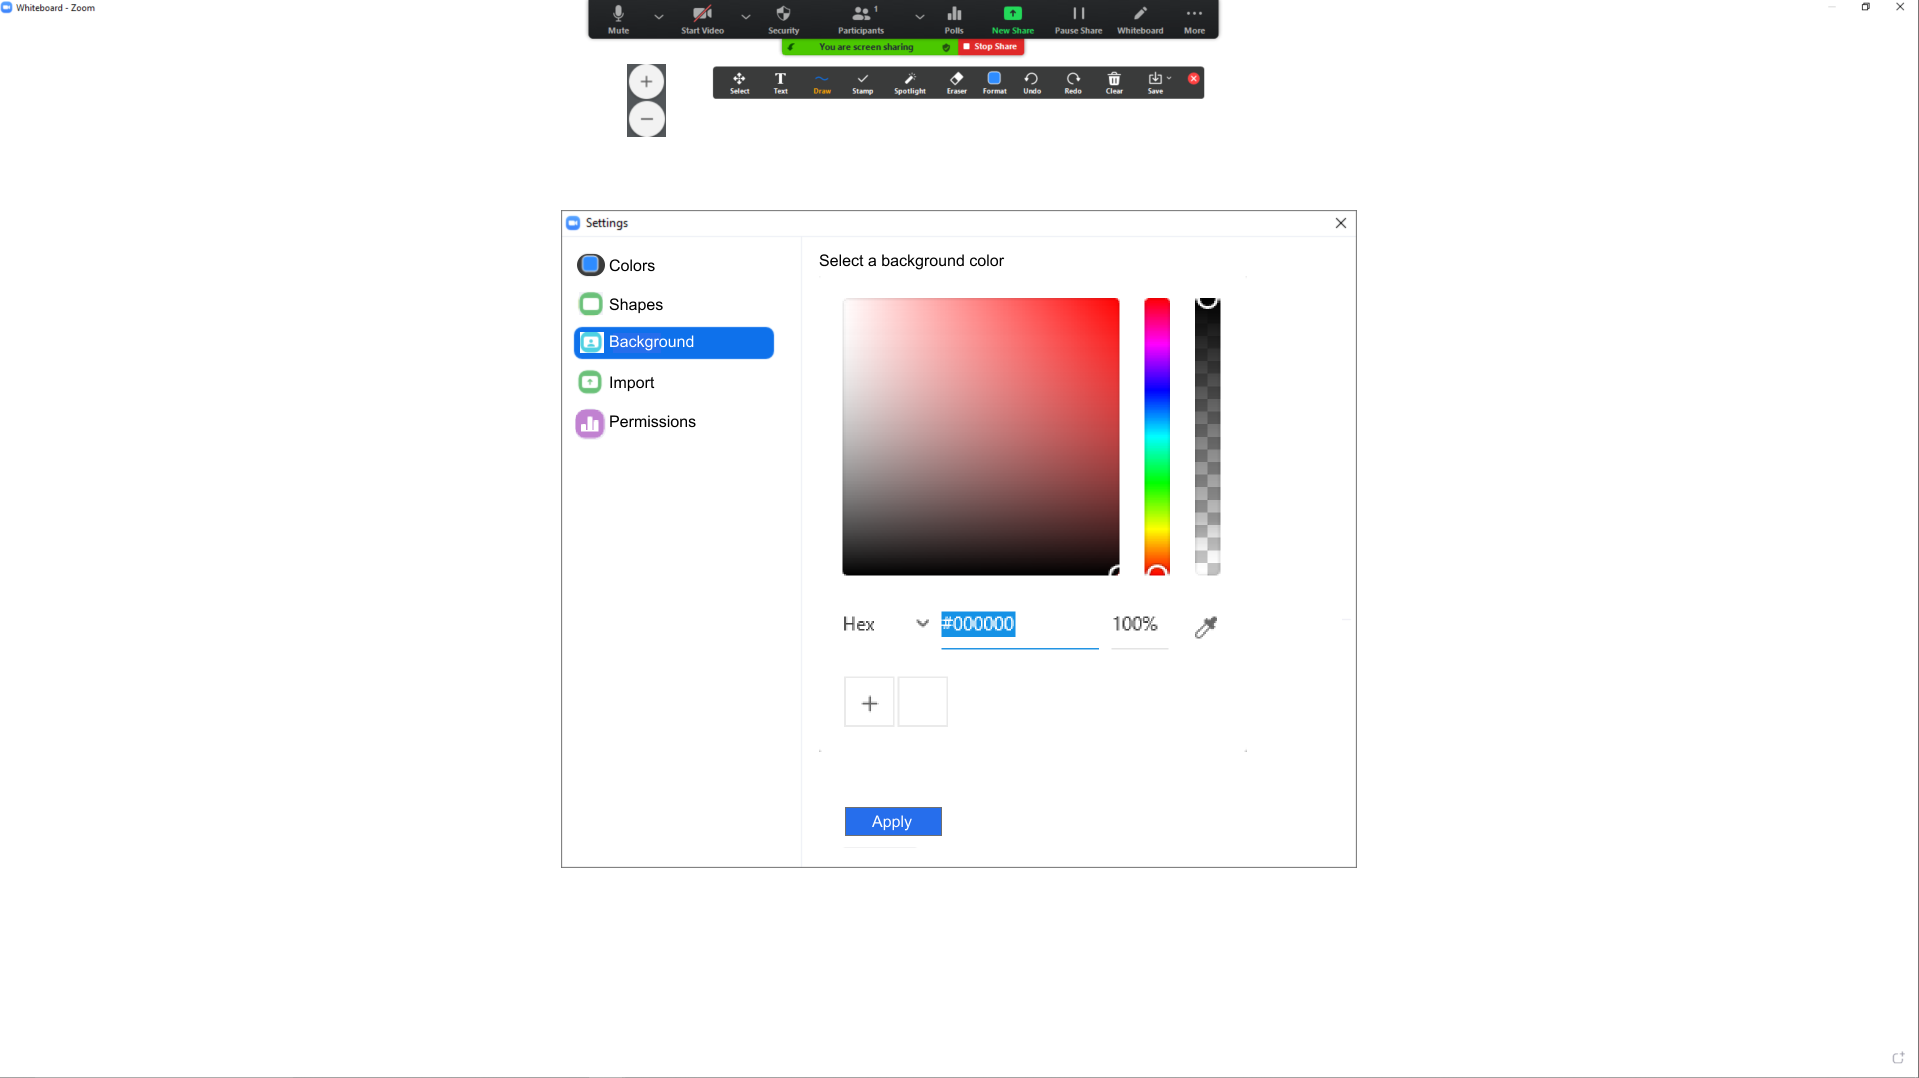 Whiteboard - Zoom
Mute Start Video Security Participants 1 Polls New Share Pause Share Whiteboard More
You are screen sharing Stop Share
Select Text Draw Stamp Spotlight Eraser Format Undo Redo Clear Save
Settings
Colors
Shapes
Background
Import
Permissions
Select a background color
Hex #000000 100%
Apply